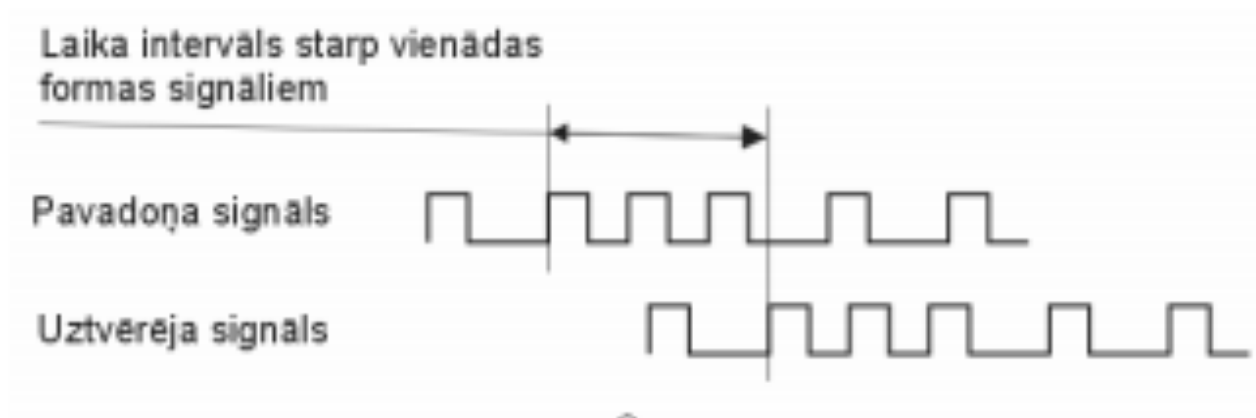 Laika intervāls starp vienādas
formas signāliem
Pavadoņa signāls
Uztvērēja signāls